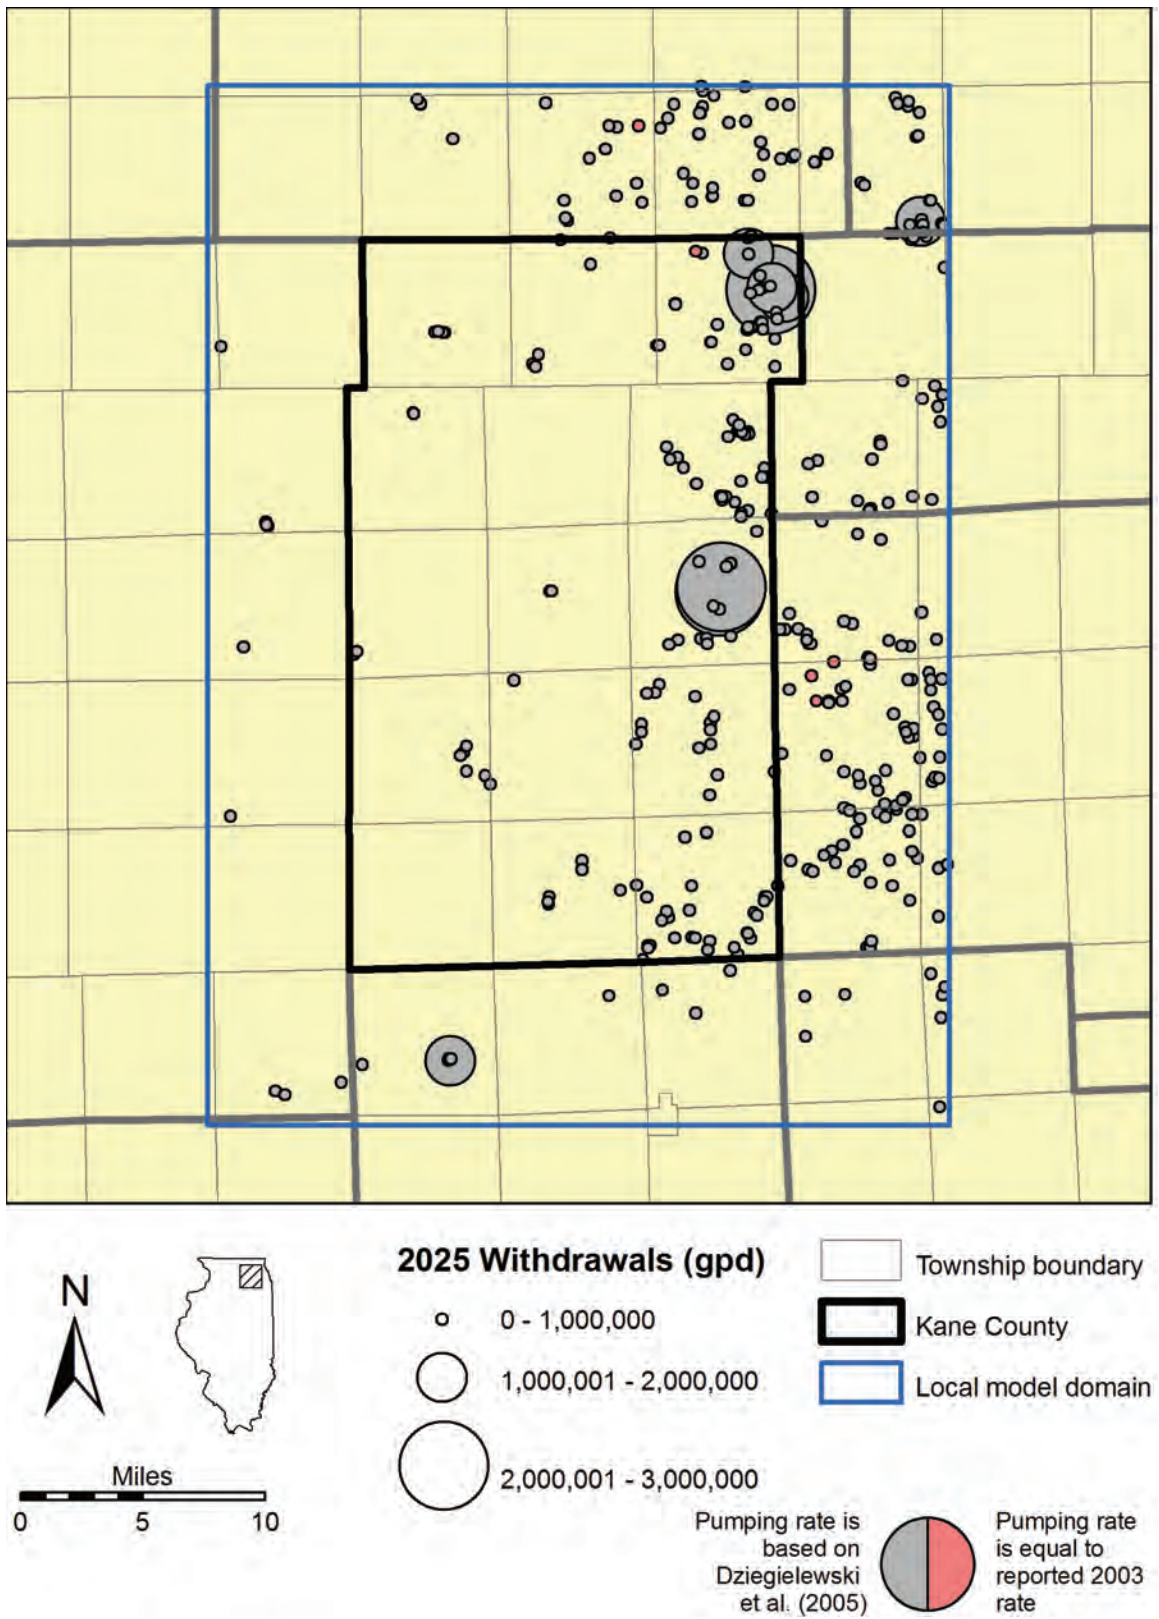 2025 Withdrawals (gpd)
0 - 1,000,000
1,000,001 - 2,000,000
2,000,001 - 3,000,000
Township boundary
Kane County
Local model domain
N
Miles
0 5 10
Pumping rate is
based on
Dziegielewski
et al. (2005)
Pumping rate
is equal to
reported 2003
rate